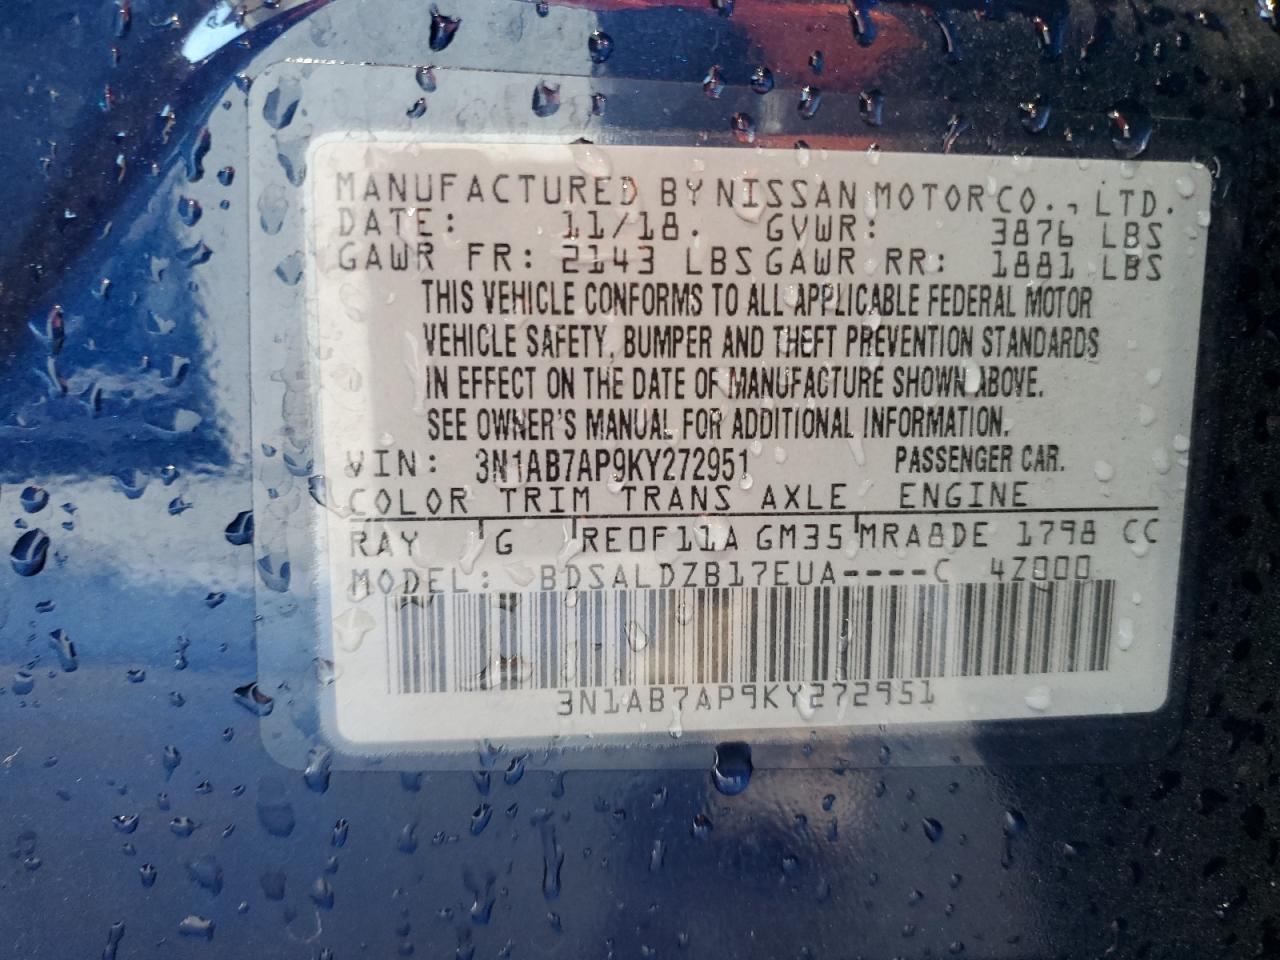 MANUFACTURED BY NISSAN MOTOR CO., LTD.
DATE: 11/18. GVWR: 3876 LBS
GAWR FR: 2143 LBS GAWR RR: 1881 LBS
THIS VEHICLE CONFORMS TO ALL APPLICABLE FEDERAL MOTOR
VEHICLE SAFETY, BUMPER AND THEFT PREVENTION STANDARDS
IN EFFECT ON THE DATE OF MANUFACTURE SHOWN ABOVE.
SEE OWNER'S MANUAL FOR ADDITIONAL INFORMATION.
VIN: 3N1AB7AP9KY272951 PASSENGER CAR.
COLOR TRIM TRANS AXLE ENGINE
RAY G RE0F11A GM35 MRA8DE 1798 CC
MODEL: BDSALDZB17EUA----C 4Z000
3N1AB7AP9KY272951